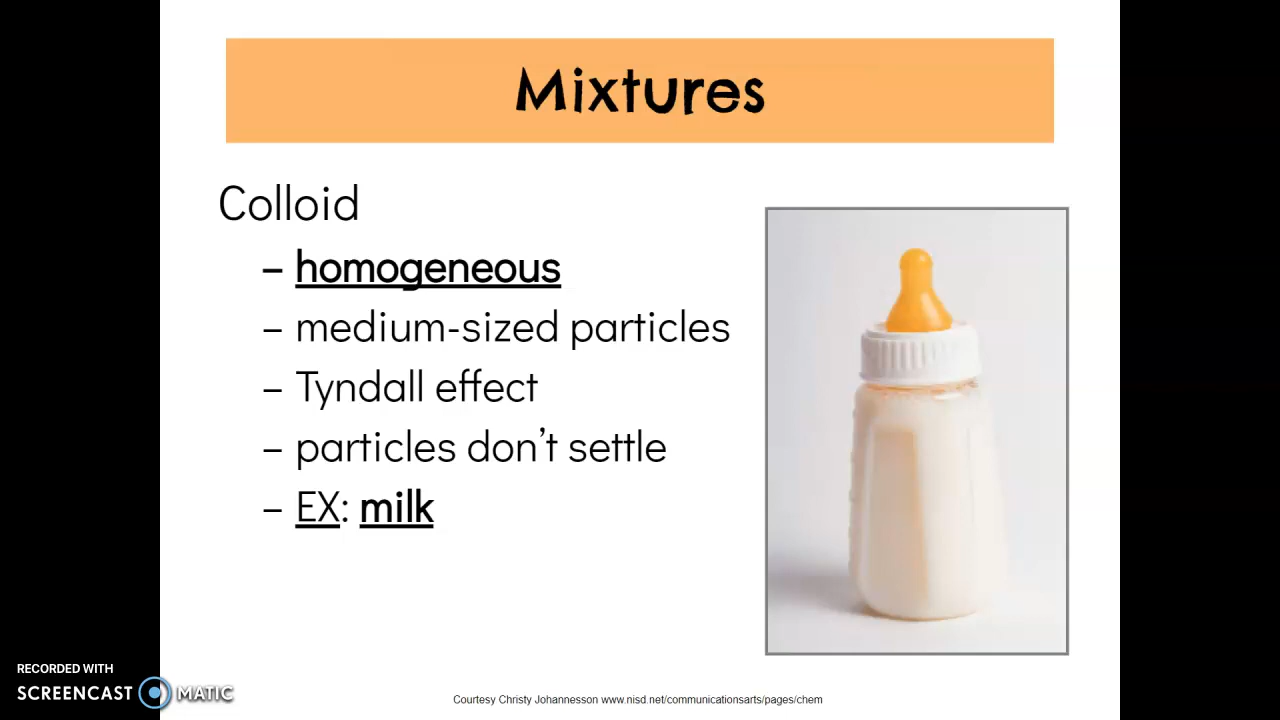 Mixtures
Colloid
– homogeneous
– medium-sized particles
– Tyndall effect
– particles don’t settle
– EX: milk
RECORDED WITH
SCREENCAST MATIC
Courtesy Christy Johannesson www.nisd.net/communicationsarts/pages/chem